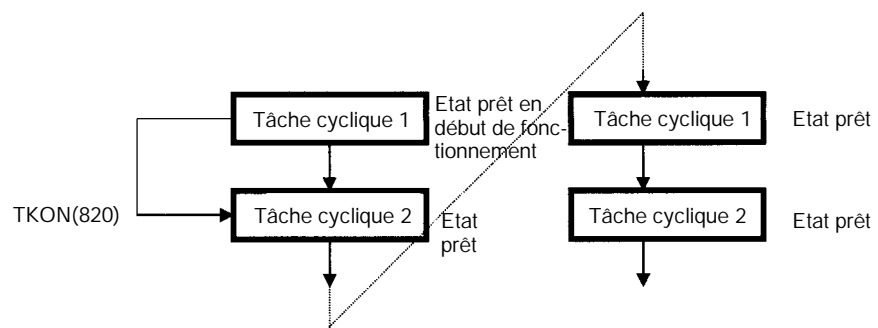 Tâche cyclique 1
Etat prêt en
début de fonc-
tionnement
Tâche cyclique 1
Etat prêt
TKON(820)
Tâche cyclique 2
Etat
prêt
Tâche cyclique 2
Etat prêt